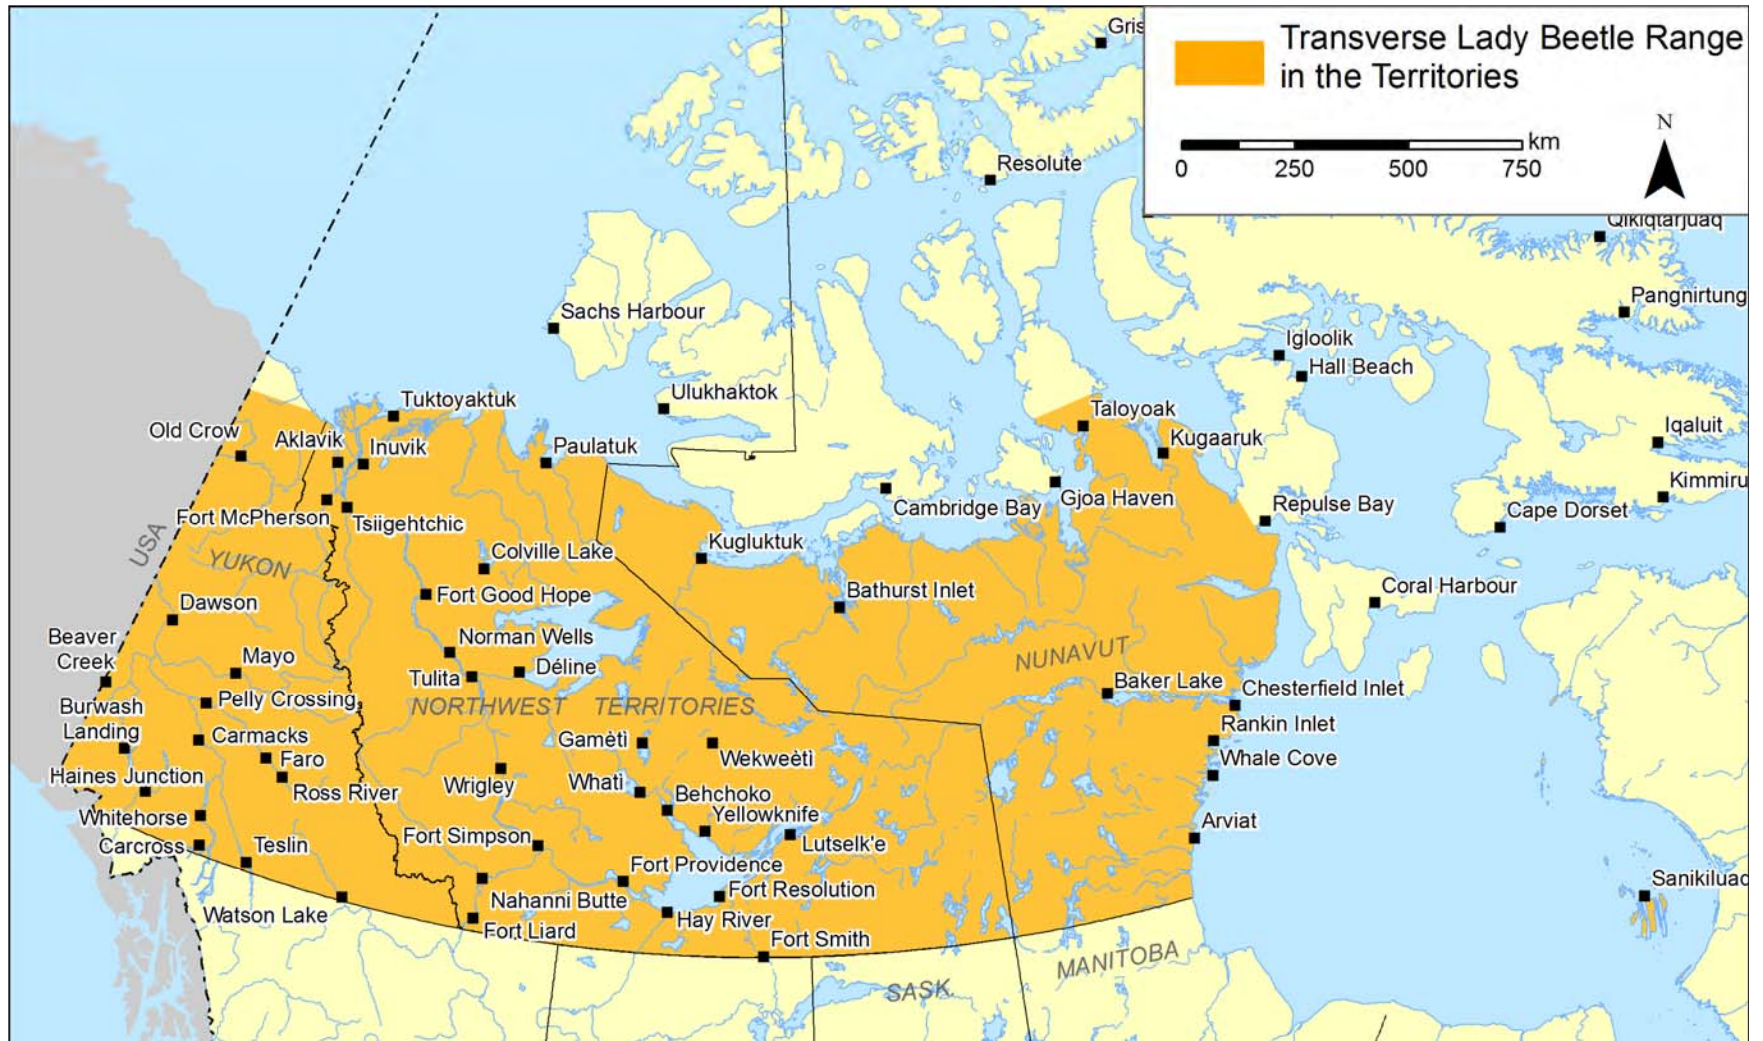 Gris
Transverse Lady Beetle Range
in the Territories
N
km
0 250 500 750
Resolute
Qikiqtarjuaq
Pangnirtung
Sachs Harbour
Igloolik
Hall Beach
Ulukhaktok
Tuktoyaktuk
Taloyoak
Old Crow
Aklavik
Inuvik
Paulatuk
Kugaaruk
Iqaluit
Kimmiru
Gjoa Haven
Cambridge Bay
Repulse Bay
Cape Dorset
Fort McPherson
Tsiigehtchic
USA
YUKON
Colville Lake
Kugluktuk
Fort Good Hope
Bathurst Inlet
Coral Harbour
Dawson
Beaver
Creek
Norman Wells
Mayo
Tulita
Déline
NUNAVUT
Baker Lake
Chesterfield Inlet
Pelly Crossing
Burwash
Landing
NORTHWEST TERRITORIES
Rankin Inlet
Carmacks
Gamètì
Wekweètì
Whale Cove
Faro
Haines Junction
Ross River
Wrigley
Whatì
Behchoko
Yellowknife
Whitehorse
Arviat
Carcross
Teslin
Fort Simpson
Lutselk'e
Fort Providence
Sanikiluaq
Fort Resolution
Nahanni Butte
Watson Lake
Hay River
Fort Liard
Fort Smith
MANITOBA
SASK.